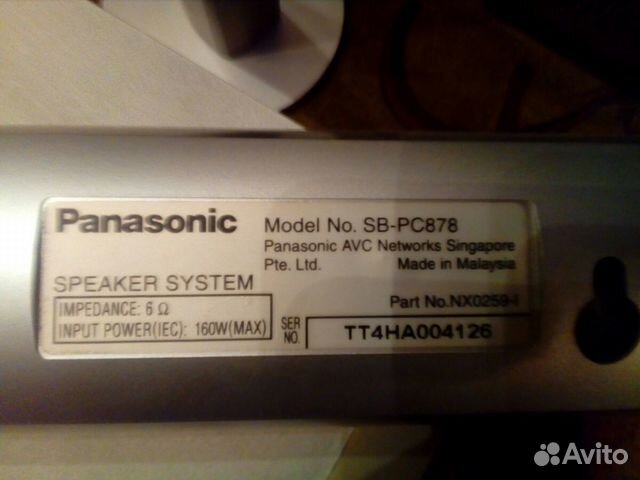 Panasonic
Model No. SB-PC878
Panasonic AVC Networks Singapore
Pte. Ltd. Made in Malaysia
SPEAKER SYSTEM
IMPEDANCE: 6 Ω
INPUT POWER(IEC): 160W(MAX)
Part No.NX0259-I
SER NO.
TT4HA004126
Avito